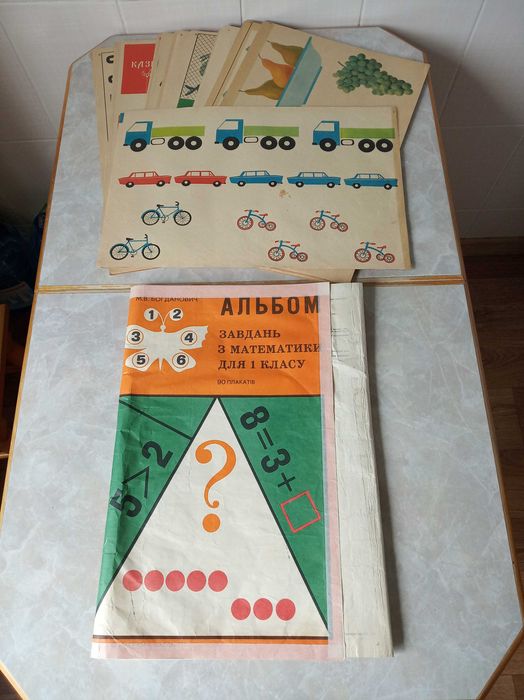 КАЗ
М.В. БОГДАНОВИЧ
АЛЬБОМ
ЗАВДАНЬ
З МАТЕМАТИКИ
ДЛЯ 1 КЛАСУ
90 ПЛАКАТІВ
1 2
3 4
5 6
5>2
?
8=3+